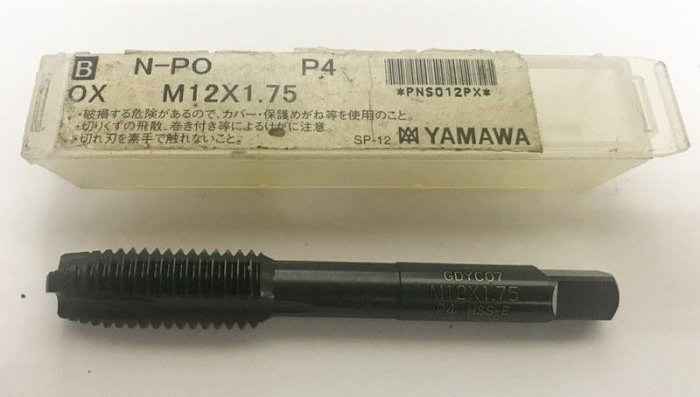 B N-PO P4
OX M12X1.75
*PNS012PX*
・破損する危険があるので、カバー・保護めがね等を使用のこと。
・切りくずの飛散、巻き付き等によるけがに注意。
・切れ刃を素手で触れないこと。
SP-12 YAMAWA
GDYC07
M12X1.75
P4 HSS-E